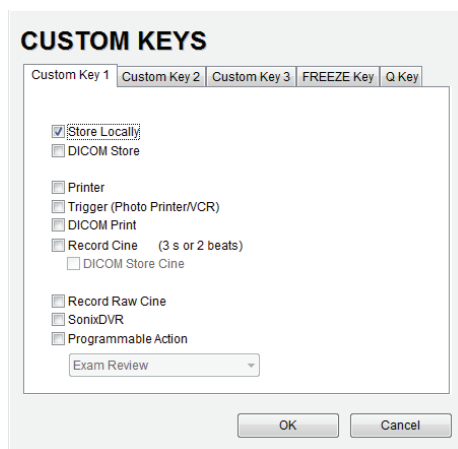 CUSTOM KEYS
Custom Key 1 Custom Key 2 Custom Key 3 FREEZE Key Q Key
Store Locally
DICOM Store
Printer
Trigger (Photo Printer/VCR)
DICOM Print
Record Cine (3 s or 2 beats)
DICOM Store Cine
Record Raw Cine
SonixDVR
Programmable Action
Exam Review
OK Cancel